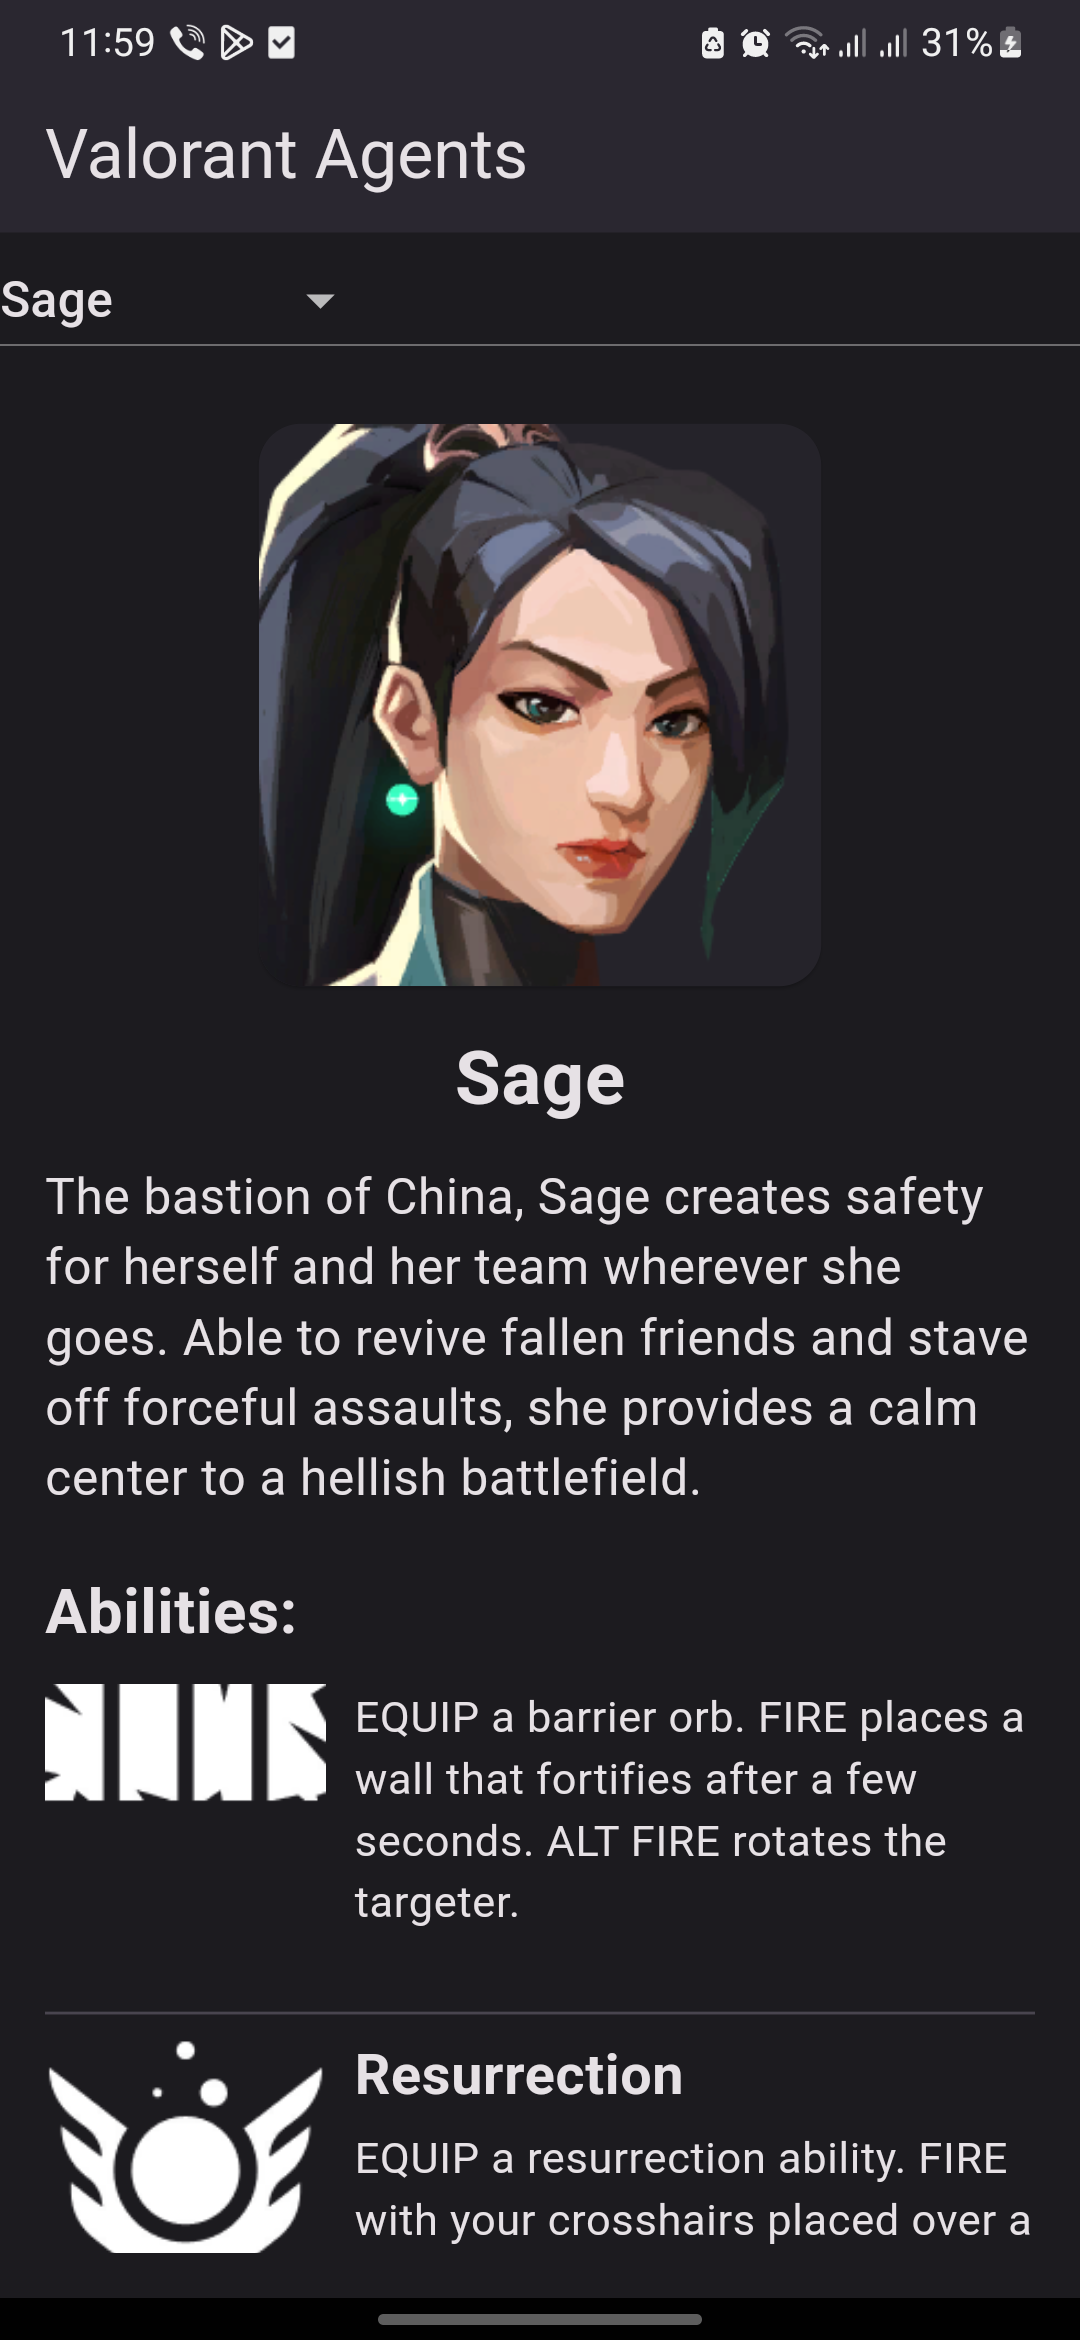 11:59
31%
Valorant Agents
Sage
Sage
The bastion of China, Sage creates safety
for herself and her team wherever she
goes. Able to revive fallen friends and stave
off forceful assaults, she provides a calm
center to a hellish battlefield.
Abilities:
EQUIP a barrier orb. FIRE places a
wall that fortifies after a few
seconds. ALT FIRE rotates the
targeter.
Resurrection
EQUIP a resurrection ability. FIRE
with your crosshairs placed over a